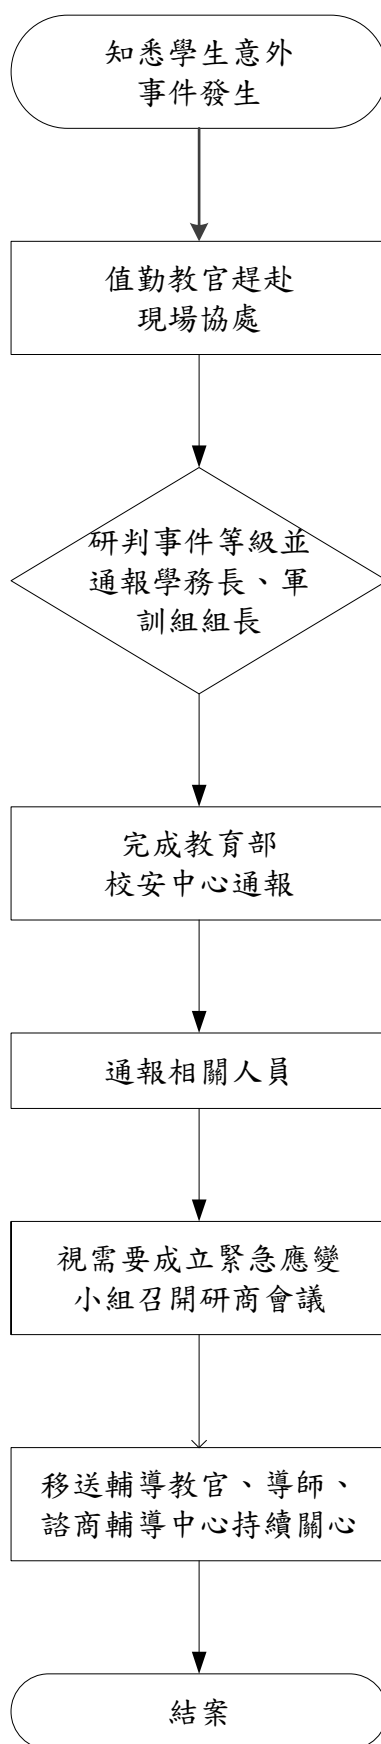 知悉學生意外
事件發生
值勤教官趕赴
現場協處
研判事件等級並
通報學務長、軍
訓組組長
完成教育部
校安中心通報
通報相關人員
視需要成立緊急應變
小組召開研商會議
移送輔導教官、導師、
諮商輔導中心持續關心
結案